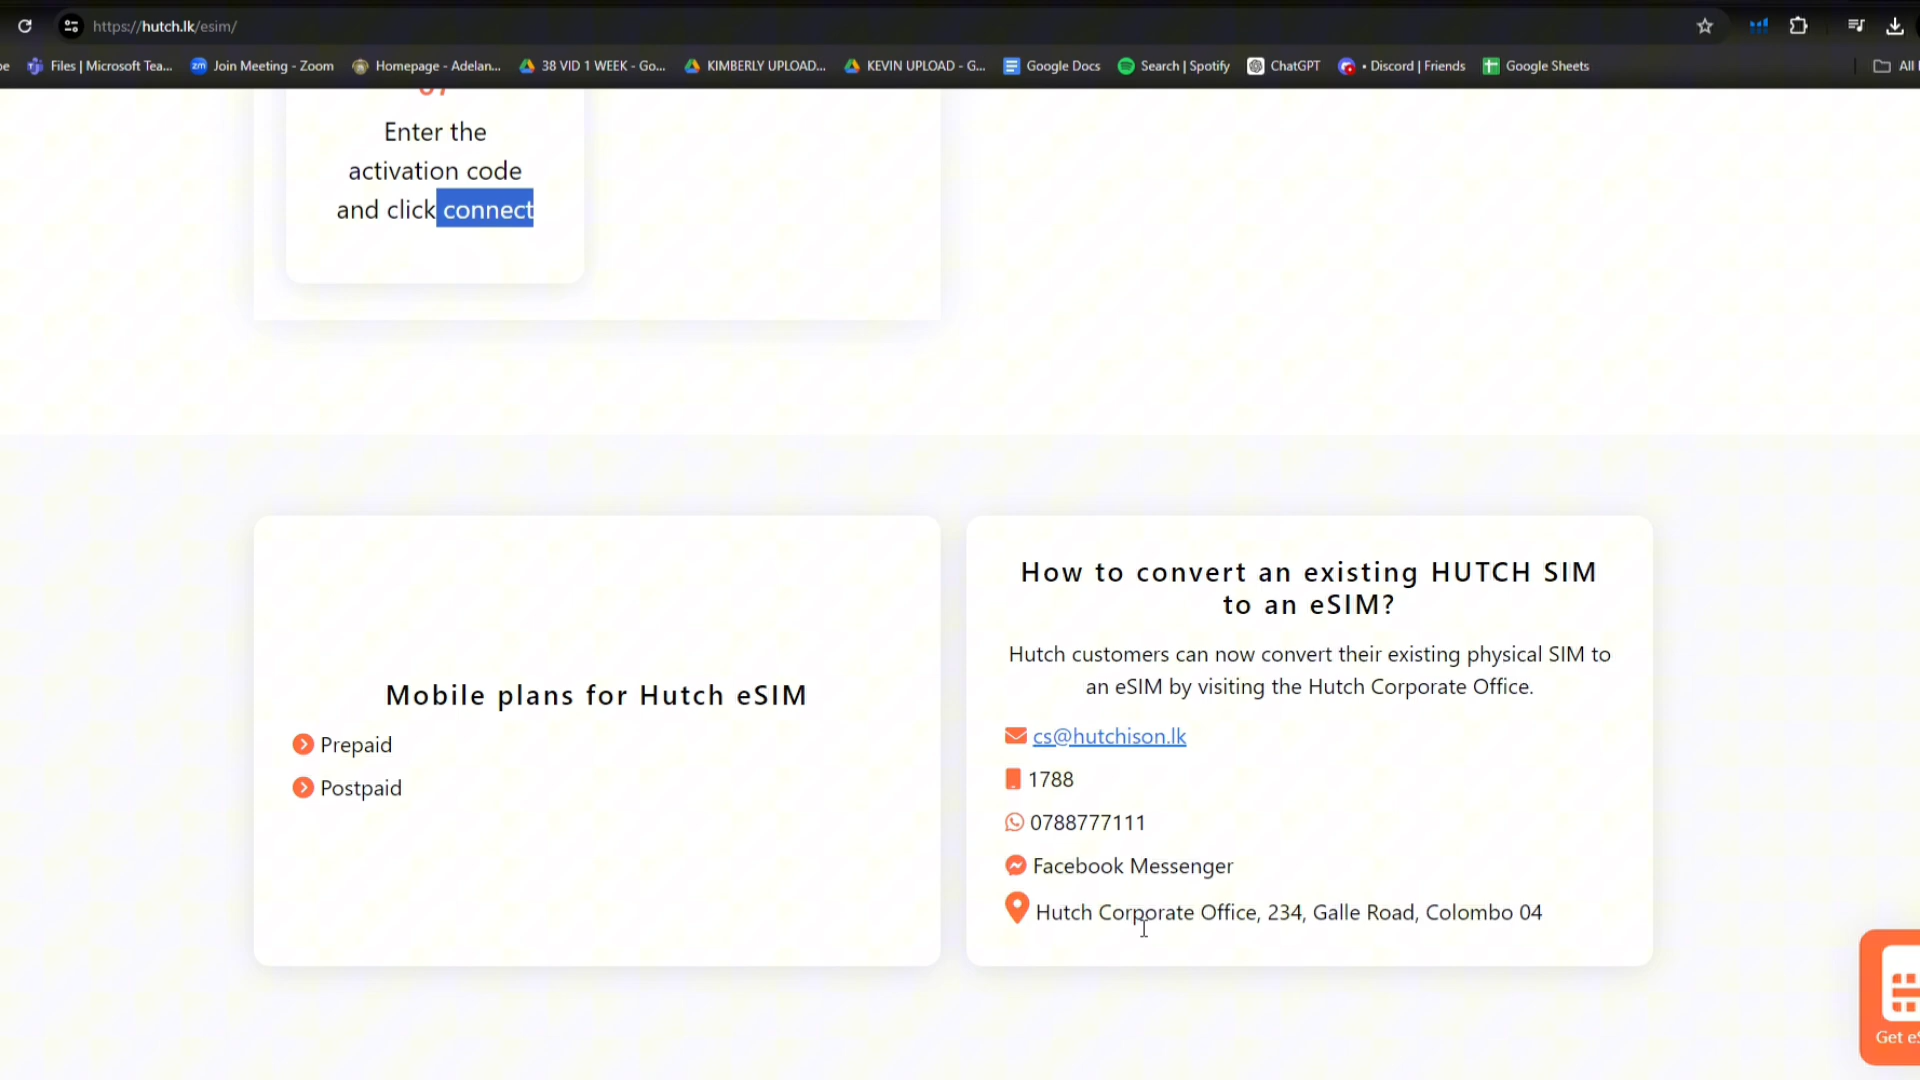 https://hutch.lk/esim/
Files | Microsoft Tea...
Join Meeting - Zoom
Homepage - Adelan...
38 VID 1 WEEK - Go...
KIMBERLY UPLOAD...
KEVIN UPLOAD - G...
Google Docs
Search | Spotify
ChatGPT
• Discord | Friends
Google Sheets
All
Enter the
activation code
and click connect
Mobile plans for Hutch eSIM
Prepaid
Postpaid
How to convert an existing HUTCH SIM
to an eSIM?
Hutch customers can now convert their existing physical SIM to
an eSIM by visiting the Hutch Corporate Office.
cs@hutchison.lk
1788
0788777111
Facebook Messenger
Hutch Corporate Office, 234, Galle Road, Colombo 04
Get eS